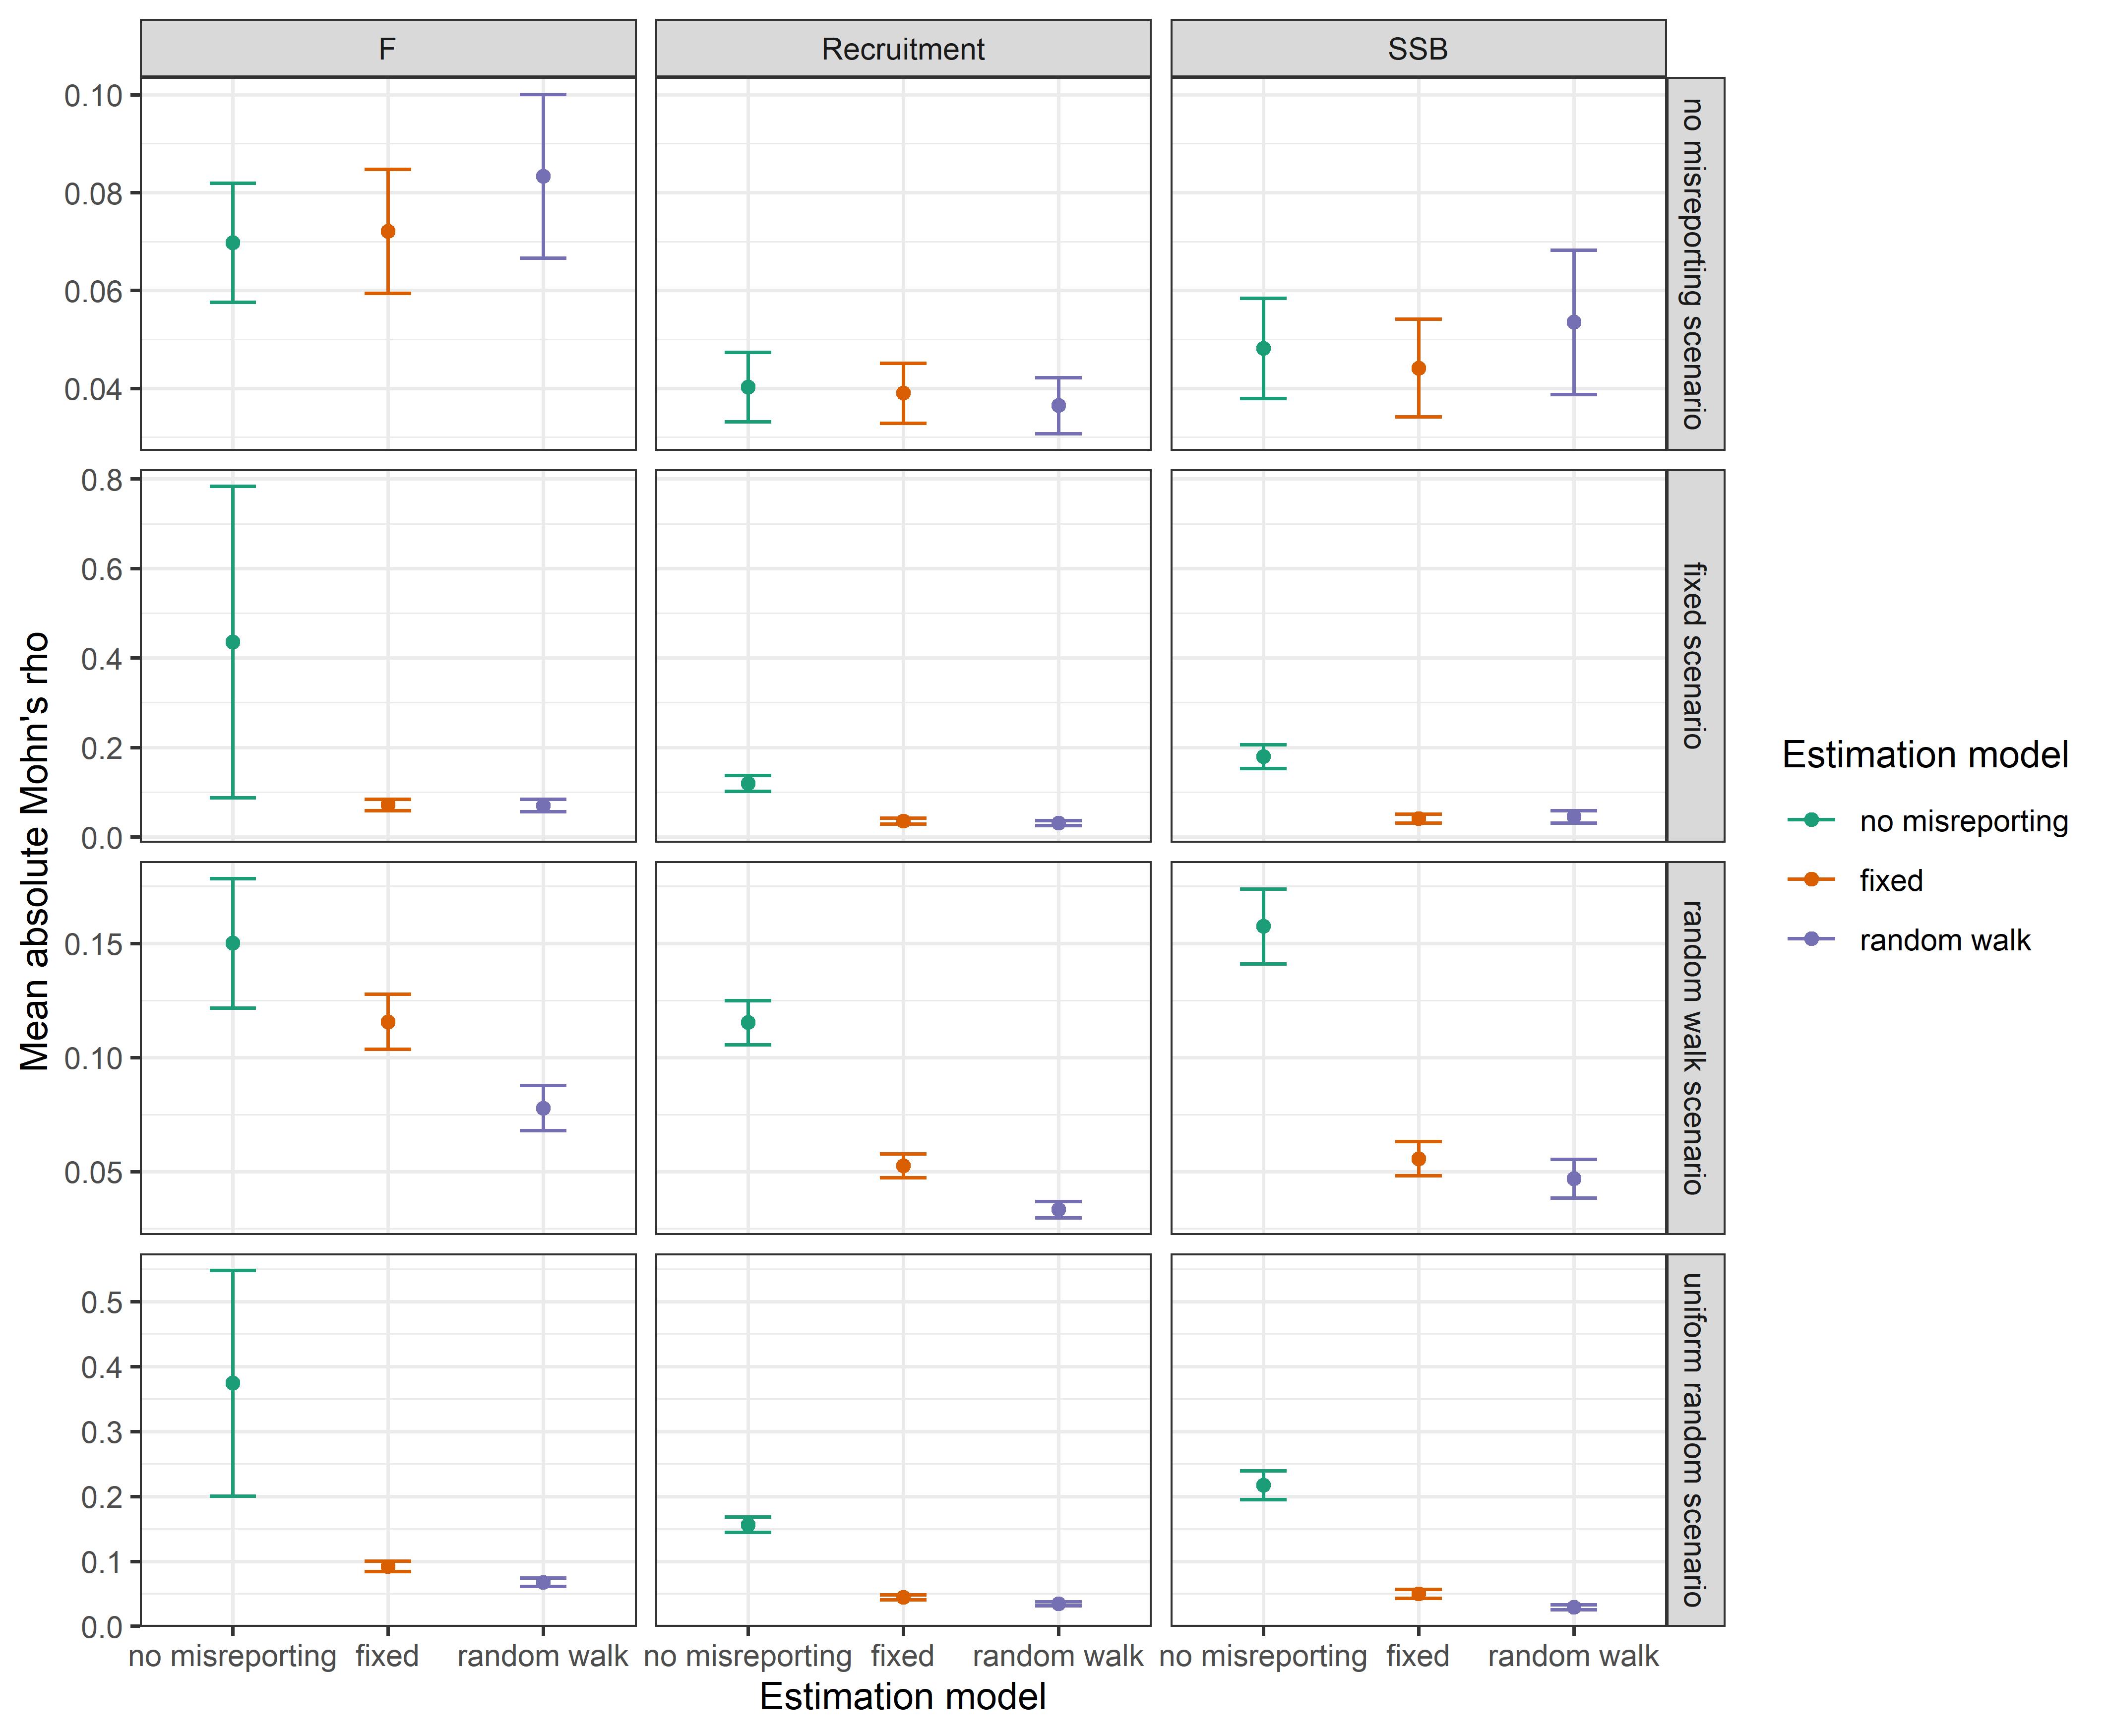 F
Recruitment
SSB
0.10
0.08
0.06
0.04
no misreporting scenario
0.8
0.6
0.4
0.2
0.0
fixed scenario
0.15
0.10
0.05
random walk scenario
0.5
0.4
0.3
0.2
0.1
0.0
uniform random scenario
Mean absolute Mohn's rho
no misreporting fixed random walk
no misreporting fixed random walk
no misreporting fixed random walk
Estimation model
Estimation model
no misreporting
fixed
random walk